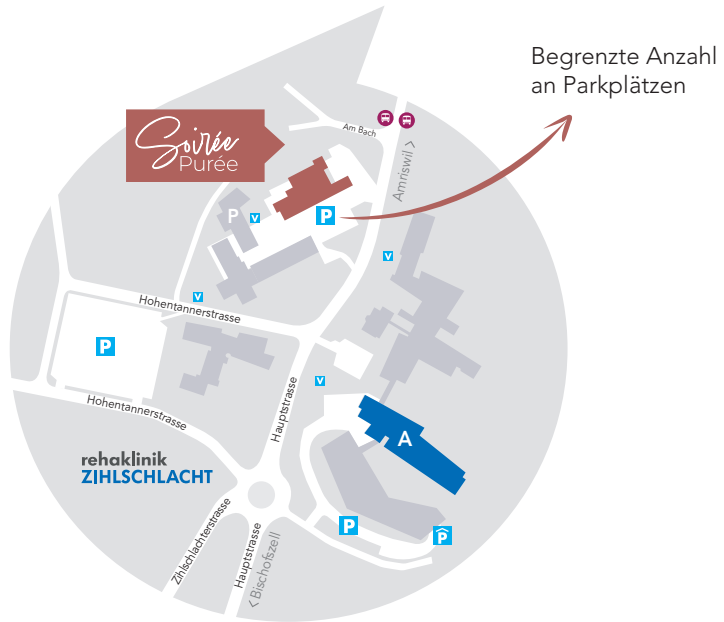 Begrenzte Anzahl
an Parkplätzen
Soirée
Purée
Am Bach
Amriswil >
P
V
P
V
V
Hohentannerstrasse
P
V
Hauptstrasse
Hohentannerstrasse
A
rehaklinik
ZIHLSCHLACHT
Zihlschlachterstrasse
Hauptstrasse
< Bischofszell
P
P